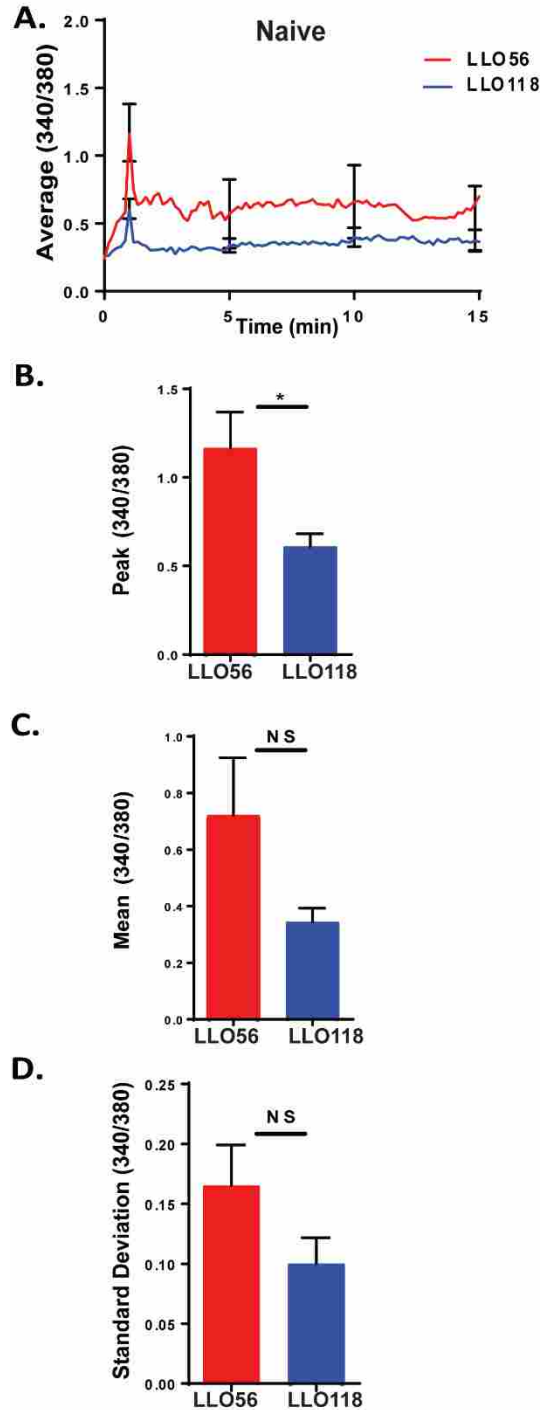 A.
Naive
LLO56
LLO118
Average (340/380)
2.0
1.5
1.0
0.5
0.0
0 5 10 15
Time (min)
B.
*
Peak (340/380)
1.5
1.0
0.5
0.0
LLO56 LLO118
C.
NS
Mean (340/380)
1.0
0.8
0.6
0.4
0.2
0.0
LLO56 LLO118
D.
NS
Standard Deviation (340/380)
0.25
0.20
0.15
0.10
0.05
0.00
LLO56 LLO118